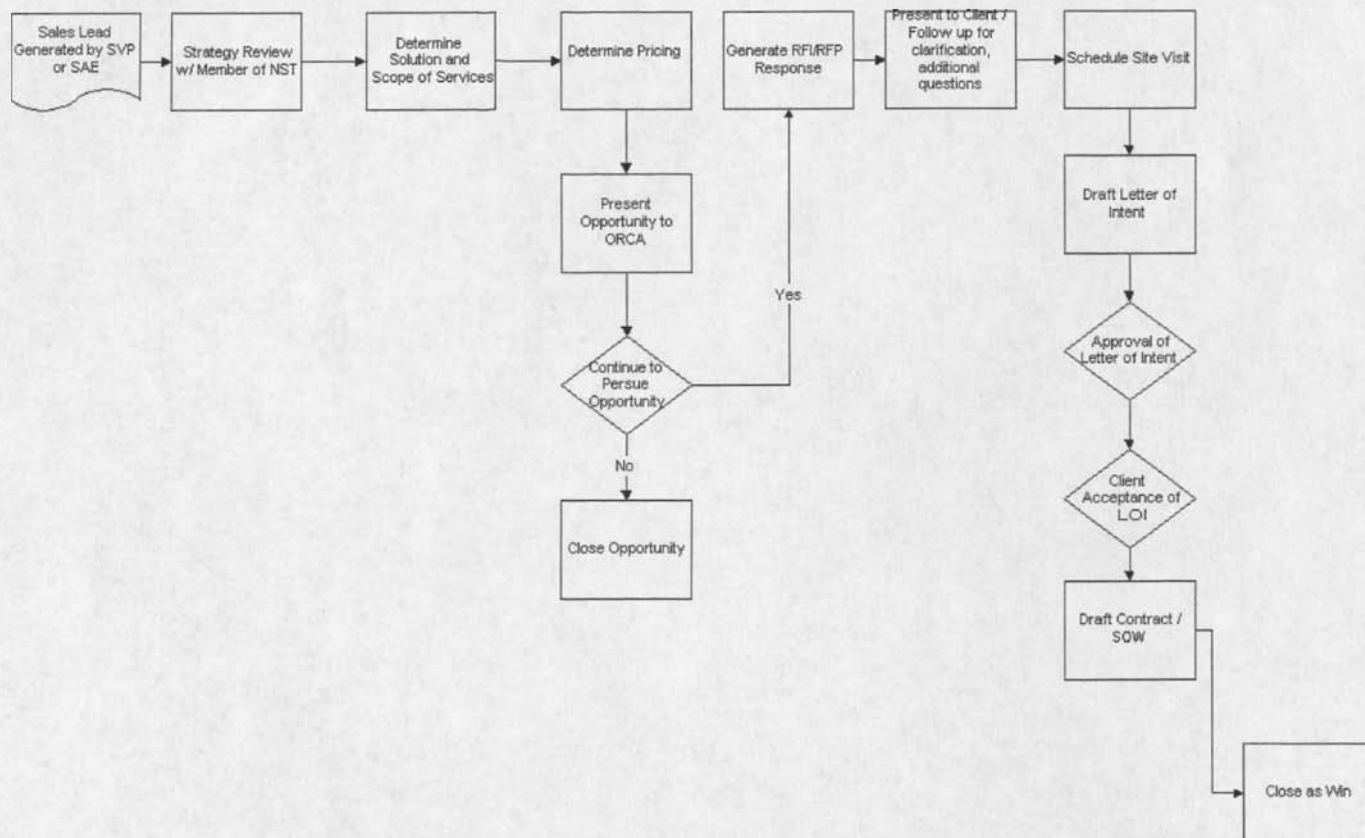 Sales Lead
Generated by SVP
or SAE
Strategy Review
w/ Member of NST
Determine
Solution and
Scope of Services
Determine Pricing
Generate RFI/RFP
Response
Present to Client /
Follow up for
clarification,
additional
questions
Schedule Site Visit
Present
Opportunity to
ORCA
Draft Letter of
Intent
Yes
Continue to
Persue
Opportunity
Approval of
Letter of Intent
No
Client
Acceptance of
LOI
Close Opportunity
Draft Contract /
SOW
Close as Win